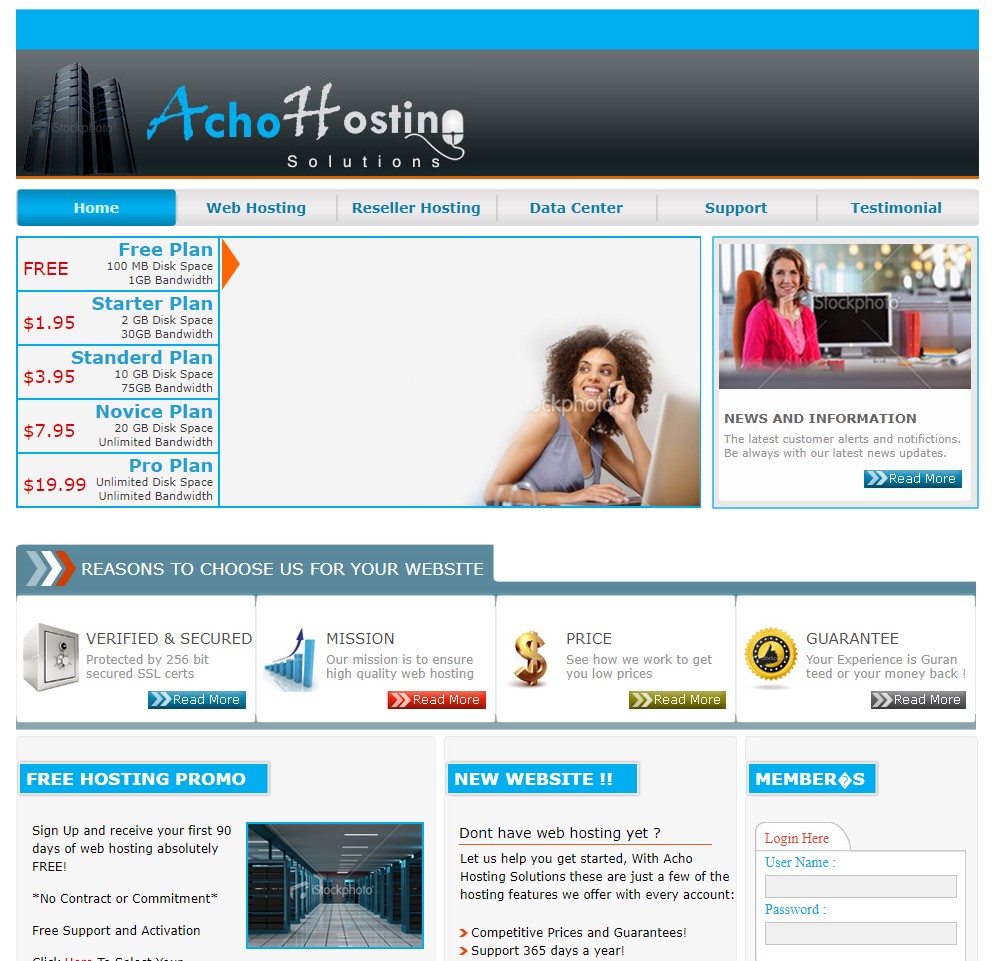 AchoHosting
Solutions
iStockphoto
Home
Web Hosting
Reseller Hosting
Data Center
Support
Testimonial
FREE
Free Plan
100 MB Disk Space
1GB Bandwidth
$1.95
Starter Plan
2 GB Disk Space
30GB Bandwidth
$3.95
Standerd Plan
10 GB Disk Space
75GB Bandwidth
$7.95
Novice Plan
20 GB Disk Space
Unlimited Bandwidth
$19.99
Pro Plan
Unlimited Disk Space
Unlimited Bandwidth
ockphoto
iStockphoto
NEWS AND INFORMATION
The latest customer alerts and notifictions.
Be always with our latest news updates.
Read More
REASONS TO CHOOSE US FOR YOUR WEBSITE
VERIFIED & SECURED
Protected by 256 bit
secured SSL certs
Read More
MISSION
Our mission is to ensure
high quality web hosting
Read More
PRICE
See how we work to get
you low prices
Read More
GUARANTEE
Your Experience is Guran
teed or your money back !
Read More
FREE HOSTING PROMO
Sign Up and receive your first 90
days of web hosting absolutely
FREE!
*No Contract or Commitment*
Free Support and Activation
Click Here To Select Your
iStockphoto
NEW WEBSITE !!
Dont have web hosting yet ?
Let us help you get started, With Acho
Hosting Solutions these are just a few of the
hosting features we offer with every account:
Competitive Prices and Guarantees!
Support 365 days a year!
MEMBER�S
Login Here
User Name :
Password :